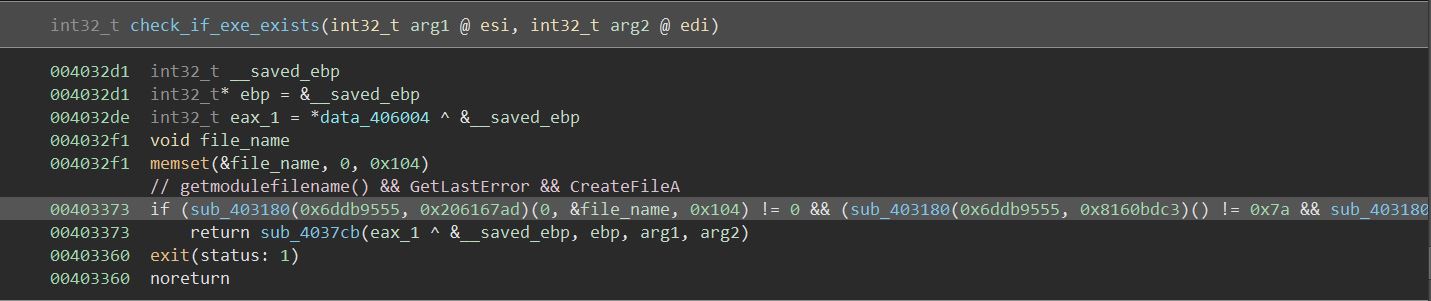 int32_t check_if_exe_exists(int32_t arg1 @ esi, int32_t arg2 @ edi)
004032d1 int32_t __saved_ebp
004032d1 int32_t* ebp = &__saved_ebp
004032de int32_t eax_1 = *data_406004 ^ &__saved_ebp
004032f1 void file_name
004032f1 memset(&file_name, 0, 0x104)
// getmodulefilename() && GetLastError && CreateFileA
00403373 if (sub_403180(0x6ddb9555, 0x206167ad)(0, &file_name, 0x104) != 0 && (sub_403180(0x6ddb9555, 0x8160bdc3)() != 0x7a && sub_403180
00403373 return sub_4037cb(eax_1 ^ &__saved_ebp, ebp, arg1, arg2)
00403360 exit(status: 1)
00403360 noreturn